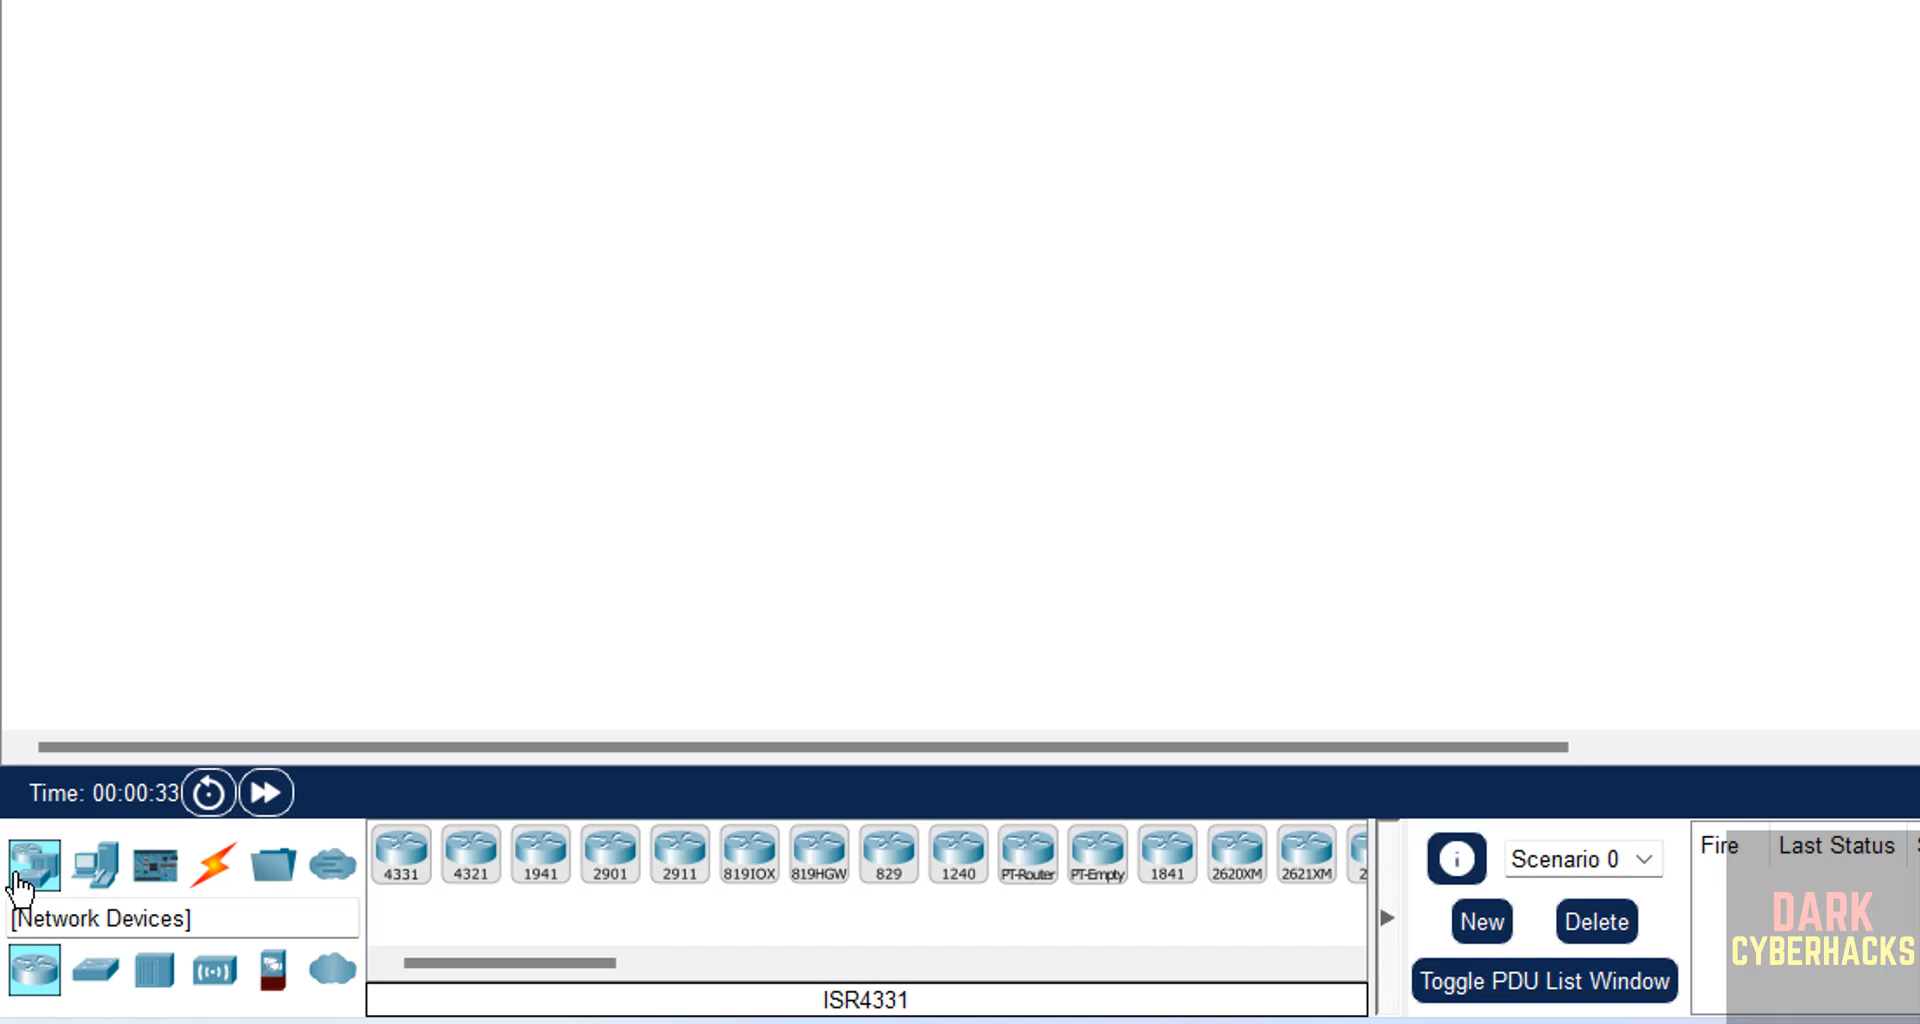 Time: 00:00:33
4331 4321 1941 2901 2911 819IOX 819HGW 829 1240 PT-Router PT-Empty 1841 2620XM 2621XM 2
[Network Devices]
ISR4331
Scenario 0
New Delete
Toggle PDU List Window
Fire Last Status
DARK
CYBERHACKS